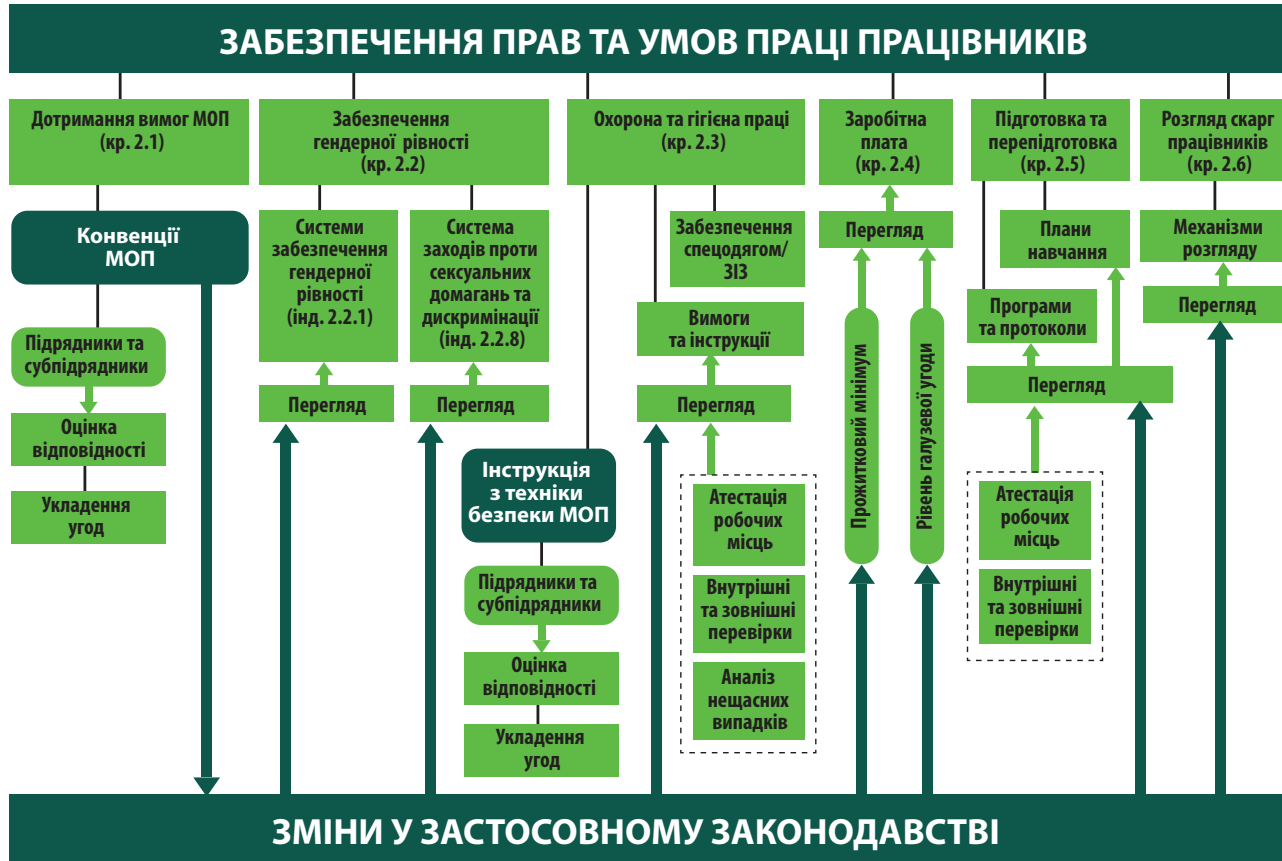 ЗАБЕЗПЕЧЕННЯ ПРАВ ТА УМОВ ПРАЦІ ПРАЦІВНИКІВ
Дотримання вимог МОП
(кр. 2.1)
Забезпечення
гендерної рівності
(кр. 2.2)
Охорона та гігієна праці
(кр. 2.3)
Заробітна
плата
(кр. 2.4)
Підготовка та
перепідготовка
(кр. 2.5)
Розгляд скарг
працівників
(кр. 2.6)
Конвенції
МОП
Підрядники та
субпідрядники
Оцінка
відповідності
Укладення
угод
Системи
забезпечення
гендерної
рівності
(інд. 2.2.1)
Перегляд
Система
заходів проти
сексуальних
домагань та
дискримінації
(інд. 2.2.8)
Перегляд
Інструкція
з техніки
безпеки МОП
Підрядники та
субпідрядники
Оцінка
відповідності
Укладення
угод
Забезпечення
спецодягом/
ЗІЗ
Вимоги
та інструкції
Перегляд
Атестація
робочих
місць
Внутрішні
та зовнішні
перевірки
Аналіз
нещасних
випадків
Перегляд
Прожитковий мінімум
Рівень галузевої угоди
Плани
навчання
Програми
та протоколи
Перегляд
Атестація
робочих
місць
Внутрішні
та зовнішні
перевірки
Механізми
розгляду
Перегляд
ЗМІНИ У ЗАСТОСОВНОМУ ЗАКОНОДАВСТВІ